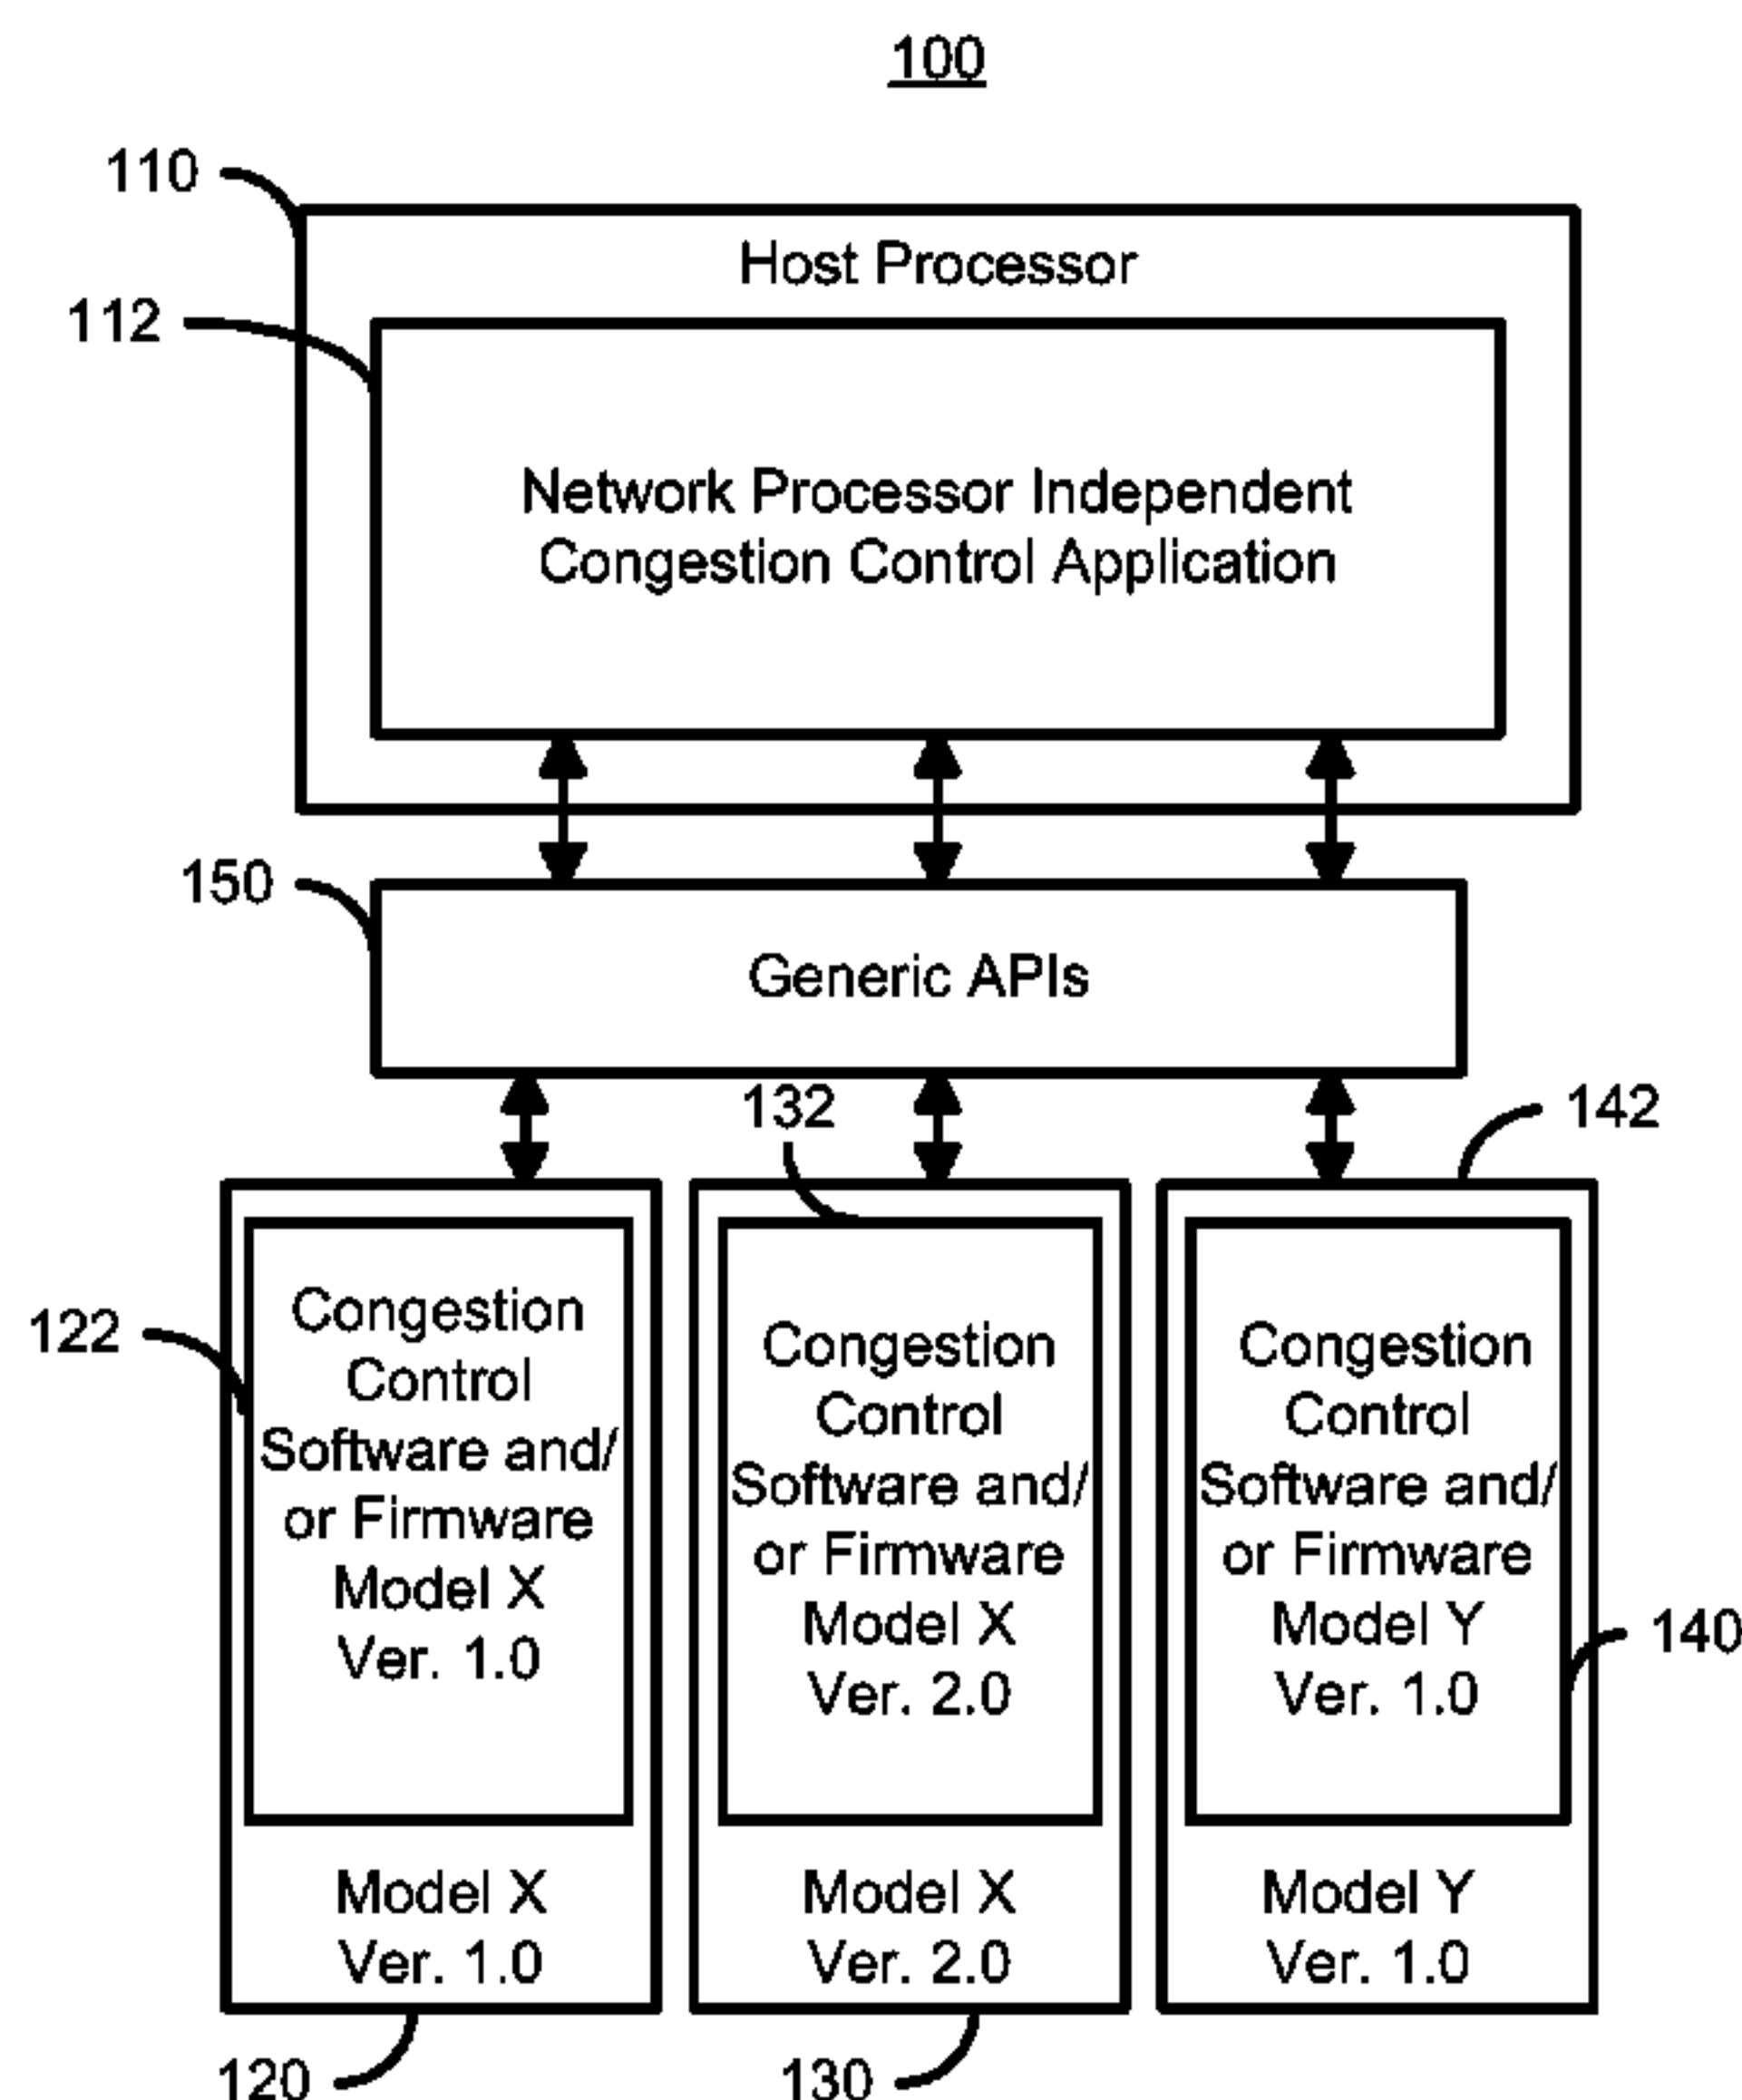 100
110
Host Processor
112
Network Processor Independent
Congestion Control Application
150
Generic APIs
132
142
122
Congestion
Control
Software and/
or Firmware
Model X
Ver. 1.0
Congestion
Control
Software and/
or Firmware
Model X
Ver. 2.0
Congestion
Control
Software and/
or Firmware
Model Y
Ver. 1.0
140
Model X
Ver. 1.0
Model X
Ver. 2.0
Model Y
Ver. 1.0
120
130